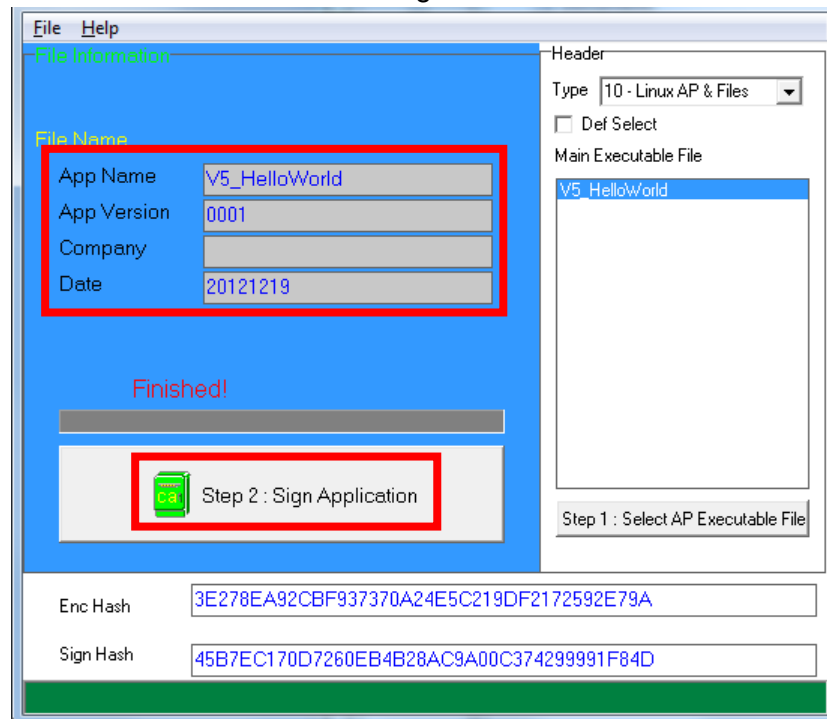 File Help
File Information
File Name
App Name V5_HelloWorld
App Version 0001
Company
Date 20121219
Finished!
Step 2 : Sign Application
Header
Type 10 - Linux AP & Files
Def Select
Main Executable File
V5_HelloWorld
Step 1 : Select AP Executable File
Enc Hash 3E278EA92CBF937370A24E5C219DF2172592E79A
Sign Hash 45B7EC170D7260EB4B28AC9A00C374299991F84D